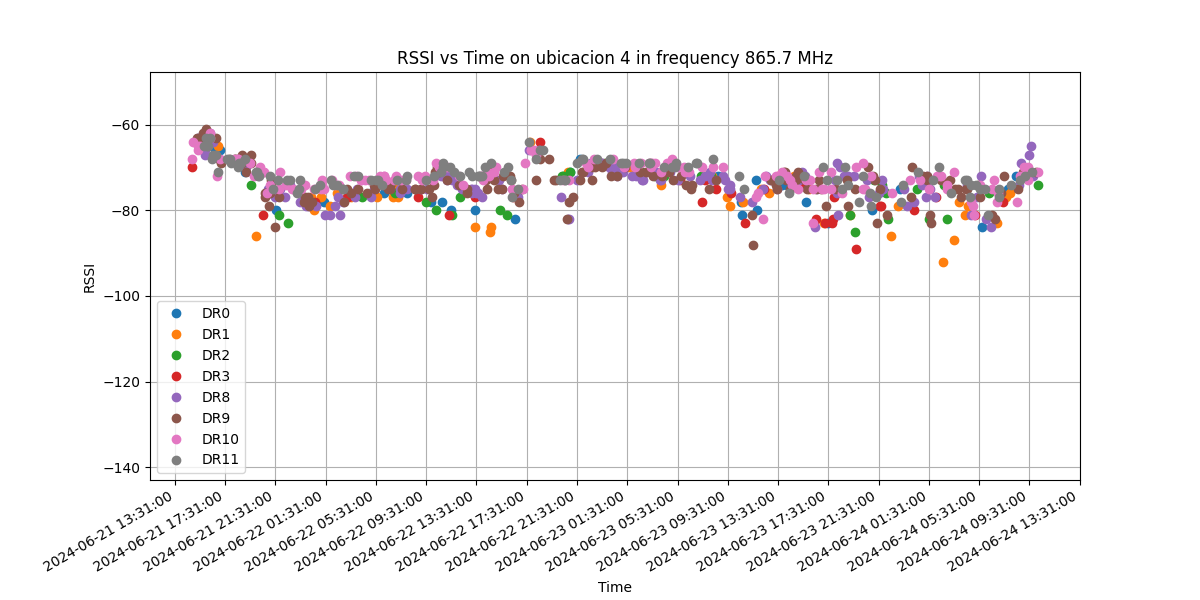 RSSI vs Time on ubicacion 4 in frequency 865.7 MHz
RSSI
−60
−80
−100
−120
−140
DR0
DR1
DR2
DR3
DR8
DR9
DR10
DR11
2024-06-21 13:31:00
2024-06-21 17:31:00
2024-06-21 21:31:00
2024-06-22 01:31:00
2024-06-22 05:31:00
2024-06-22 09:31:00
2024-06-22 13:31:00
2024-06-22 17:31:00
2024-06-22 21:31:00
2024-06-23 01:31:00
2024-06-23 05:31:00
2024-06-23 09:31:00
2024-06-23 13:31:00
2024-06-23 17:31:00
2024-06-23 21:31:00
2024-06-24 01:31:00
2024-06-24 05:31:00
2024-06-24 09:31:00
2024-06-24 13:31:00
Time